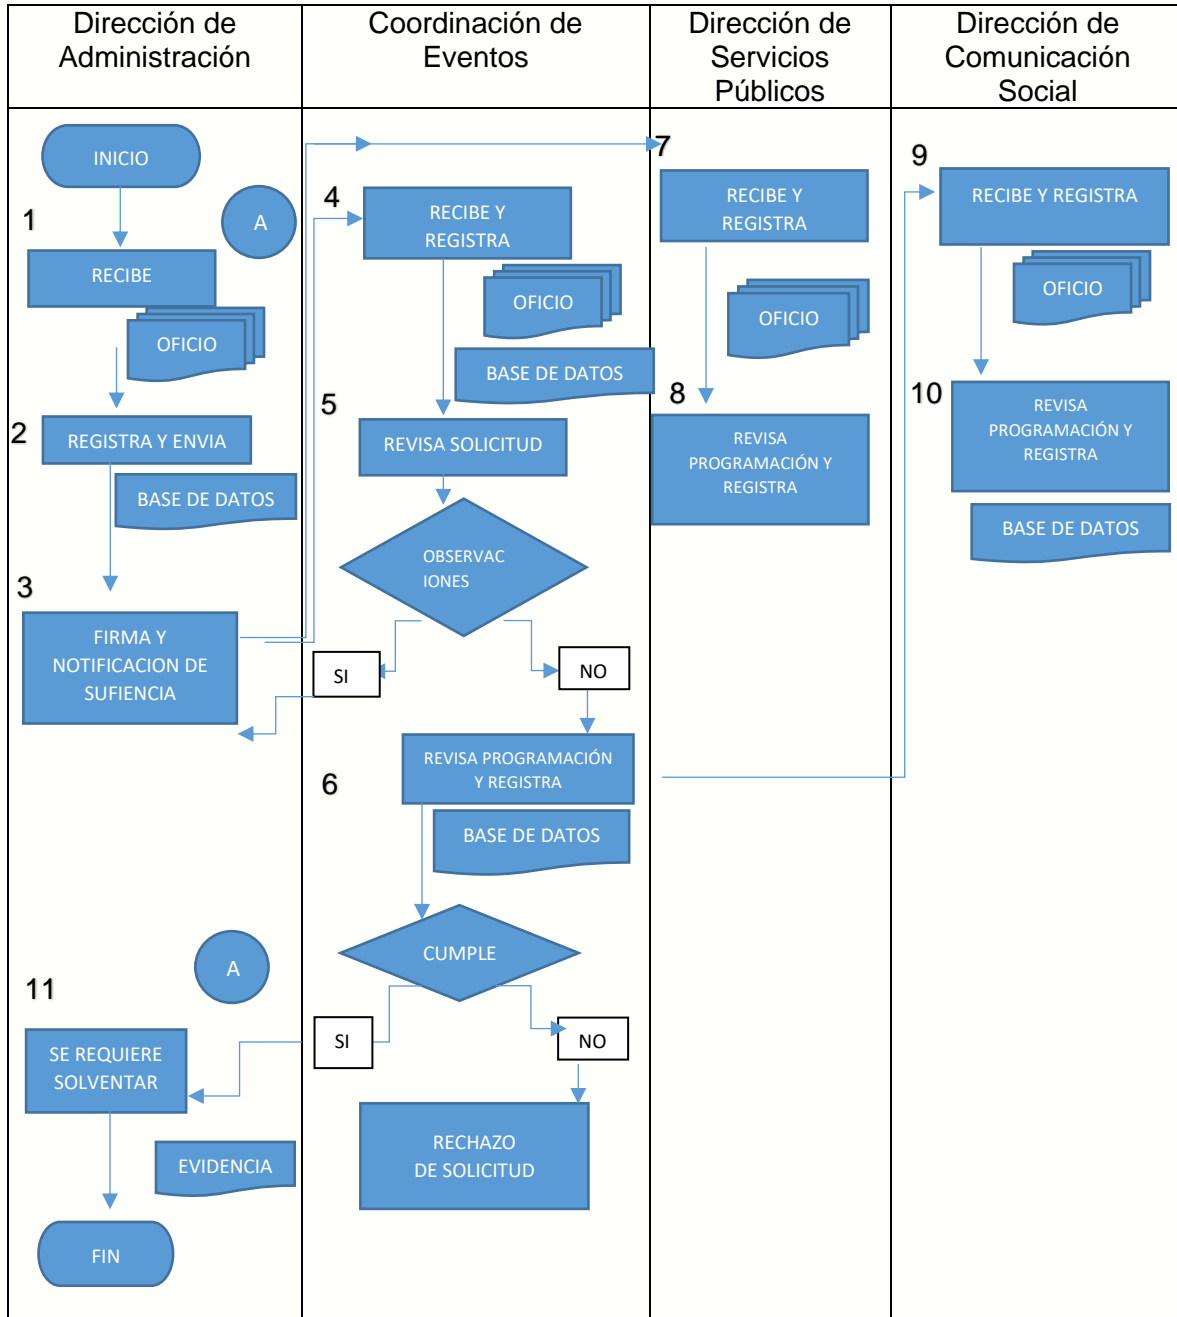 Dirección de
Administración
Coordinación de
Eventos
Dirección de
Servicios
Públicos
Dirección de
Comunicación
Social
INICIO
1
A
RECIBE
OFICIO
2
REGISTRA Y ENVIA
BASE DE DATOS
3
FIRMA Y
NOTIFICACION DE
SUFIENCIA
A
11
SE REQUIERE
SOLVENTAR
EVIDENCIA
FIN
4
RECIBE Y
REGISTRA
OFICIO
BASE DE DATOS
5
REVISA SOLICITUD
OBSERVAC
IONES
SI
NO
REVISA PROGRAMACIÓN
Y REGISTRA
6
BASE DE DATOS
CUMPLE
SI
NO
RECHAZO
DE SOLICITUD
7
RECIBE Y
REGISTRA
OFICIO
8
REVISA
PROGRAMACIÓN Y
REGISTRA
9
RECIBE Y REGISTRA
OFICIO
10
REVISA
PROGRAMACIÓN Y
REGISTRA
BASE DE DATOS